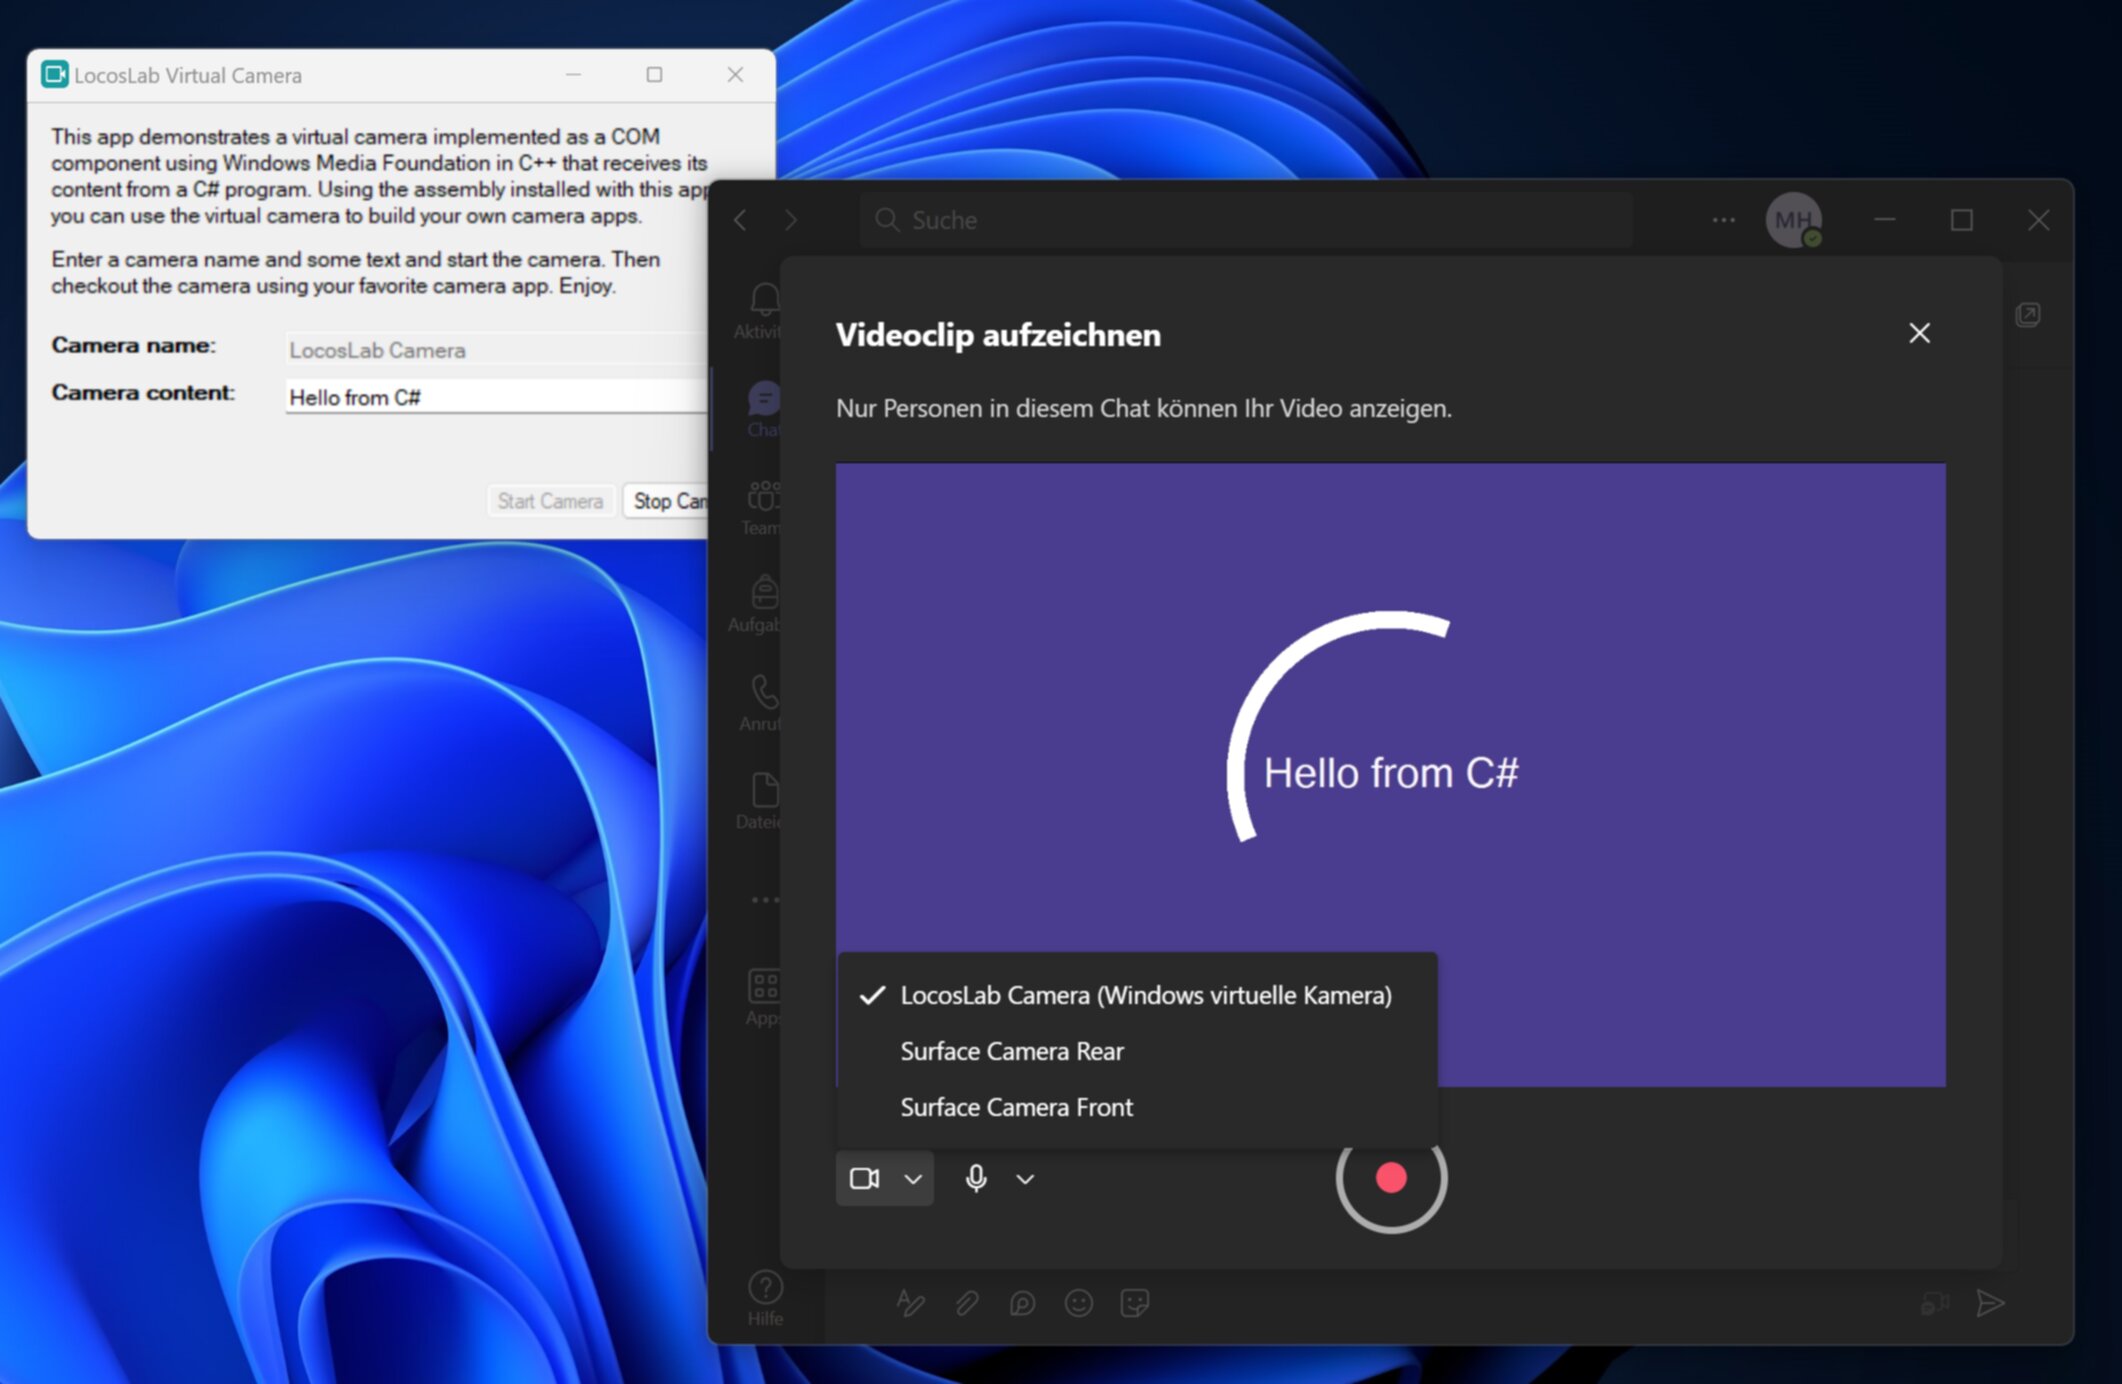 LocosLab Virtual Camera
This app demonstrates a virtual camera implemented as a COM
component using Windows Media Foundation in C++ that receives its
content from a C# program. Using the assembly installed with this app
you can use the virtual camera to build your own camera apps.
Enter a camera name and some text and start the camera. Then
checkout the camera using your favorite camera app. Enjoy.
Camera name:
LocosLab Camera
Camera content:
Hello from C#
Start Camera
Stop Cam
Suche
MH
Aktivit
Chat
Team
Aufgab
Anruf
Dateie
Apps
Hilfe
Videoclip aufzeichnen
Nur Personen in diesem Chat können Ihr Video anzeigen.
Hello from C#
LocosLab Camera (Windows virtuelle Kamera)
Surface Camera Rear
Surface Camera Front